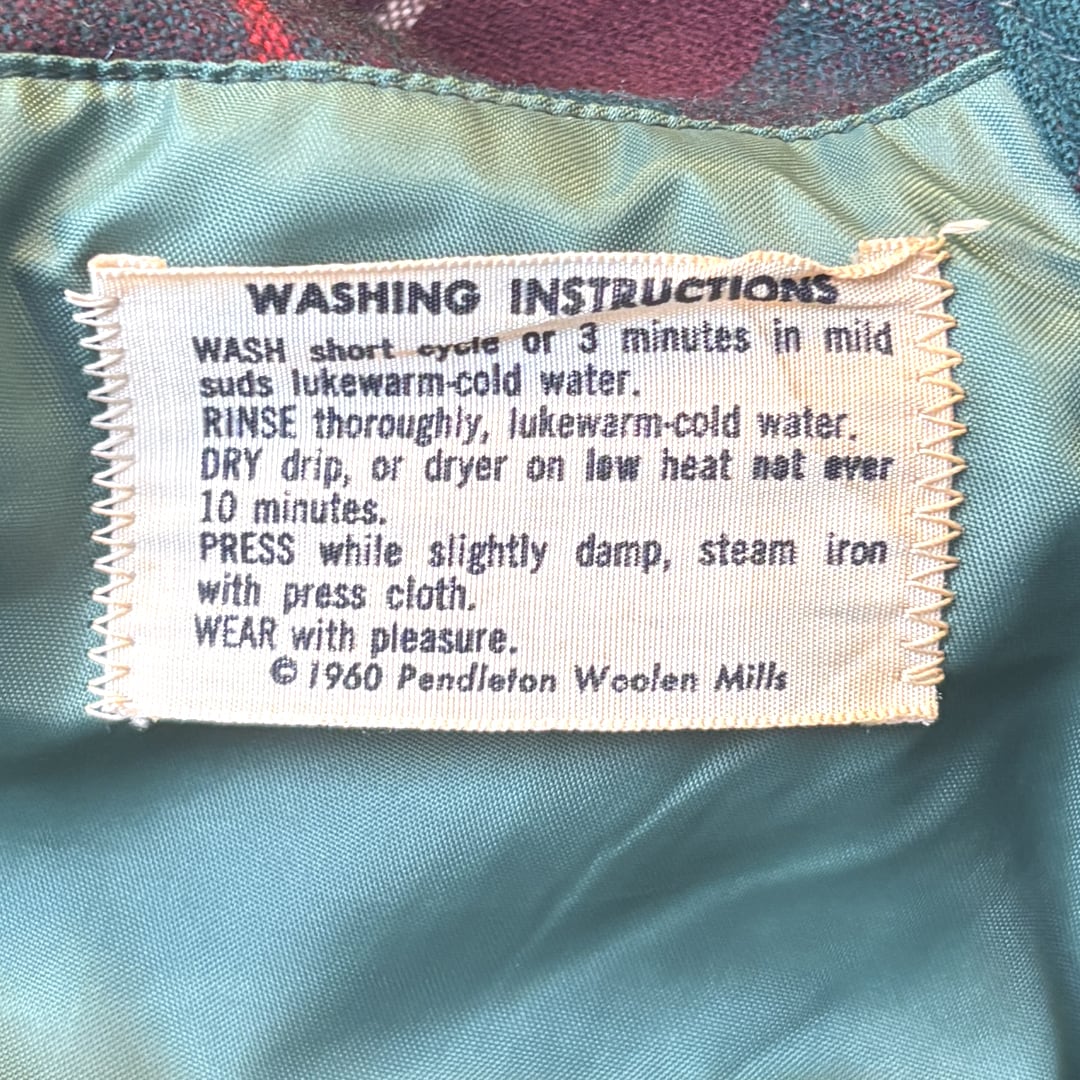 WASHING INSTRUCTIONS
WASH short cycle or 3 minutes in mild
suds lukewarm-cold water.
RINSE thoroughly, lukewarm-cold water.
DRY drip, or dryer on low heat not over
10 minutes.
PRESS while slightly damp, steam iron
with press cloth.
WEAR with pleasure.
© 1960 Pendleton Woolen Mills